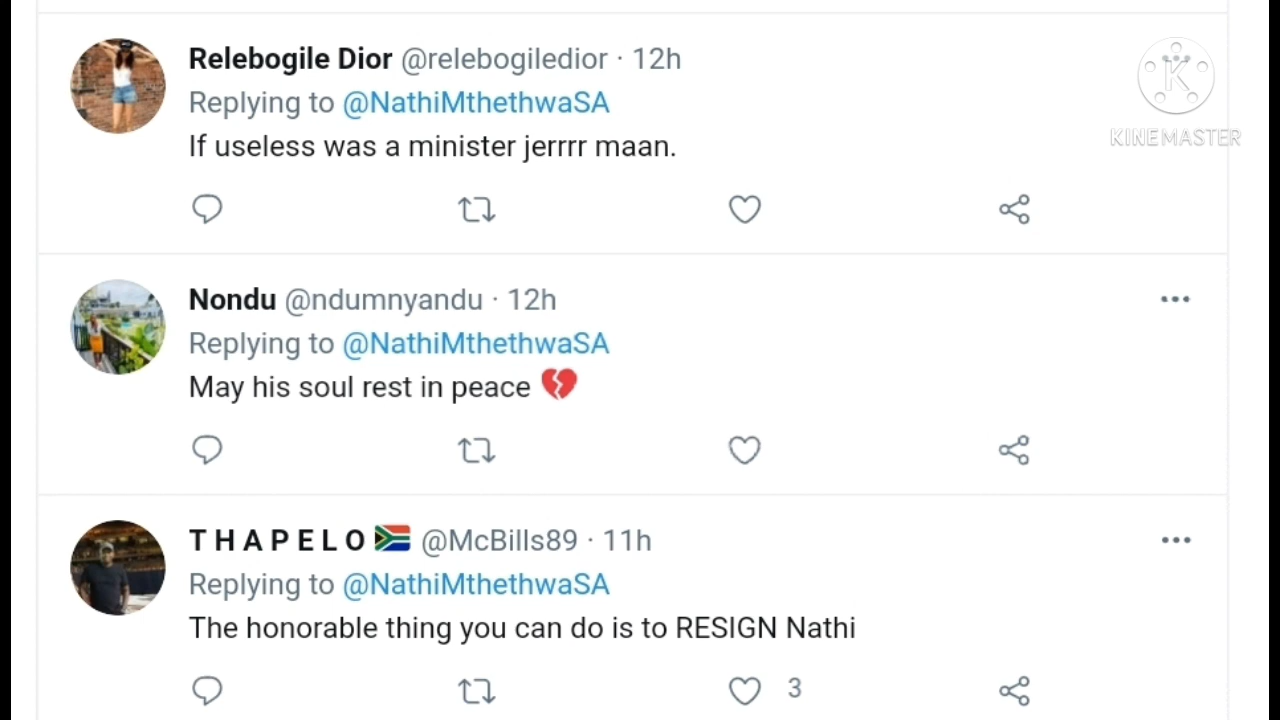 Relebogile Dior @relebogiledior · 12h
Replying to @NathiMthethwaSA
If useless was a minister jerrrr maan.
K
KINEMASTER
Nondu @ndumnyandu · 12h
Replying to @NathiMthethwaSA
May his soul rest in peace 💔
T H A P E L O 🇿🇦 @McBills89 · 11h
Replying to @NathiMthethwaSA
The honorable thing you can do is to RESIGN Nathi
3